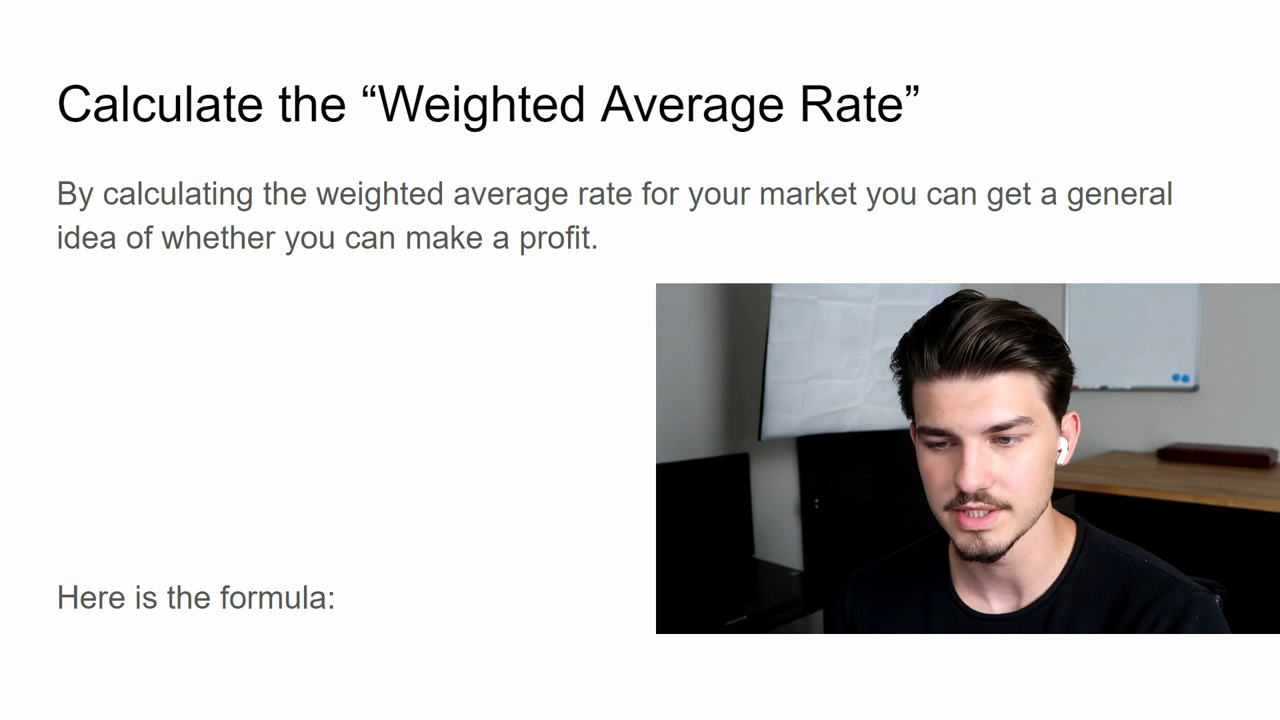 Calculate the “Weighted Average Rate”
By calculating the weighted average rate for your market you can get a general
idea of whether you can make a profit.
Here is the formula: